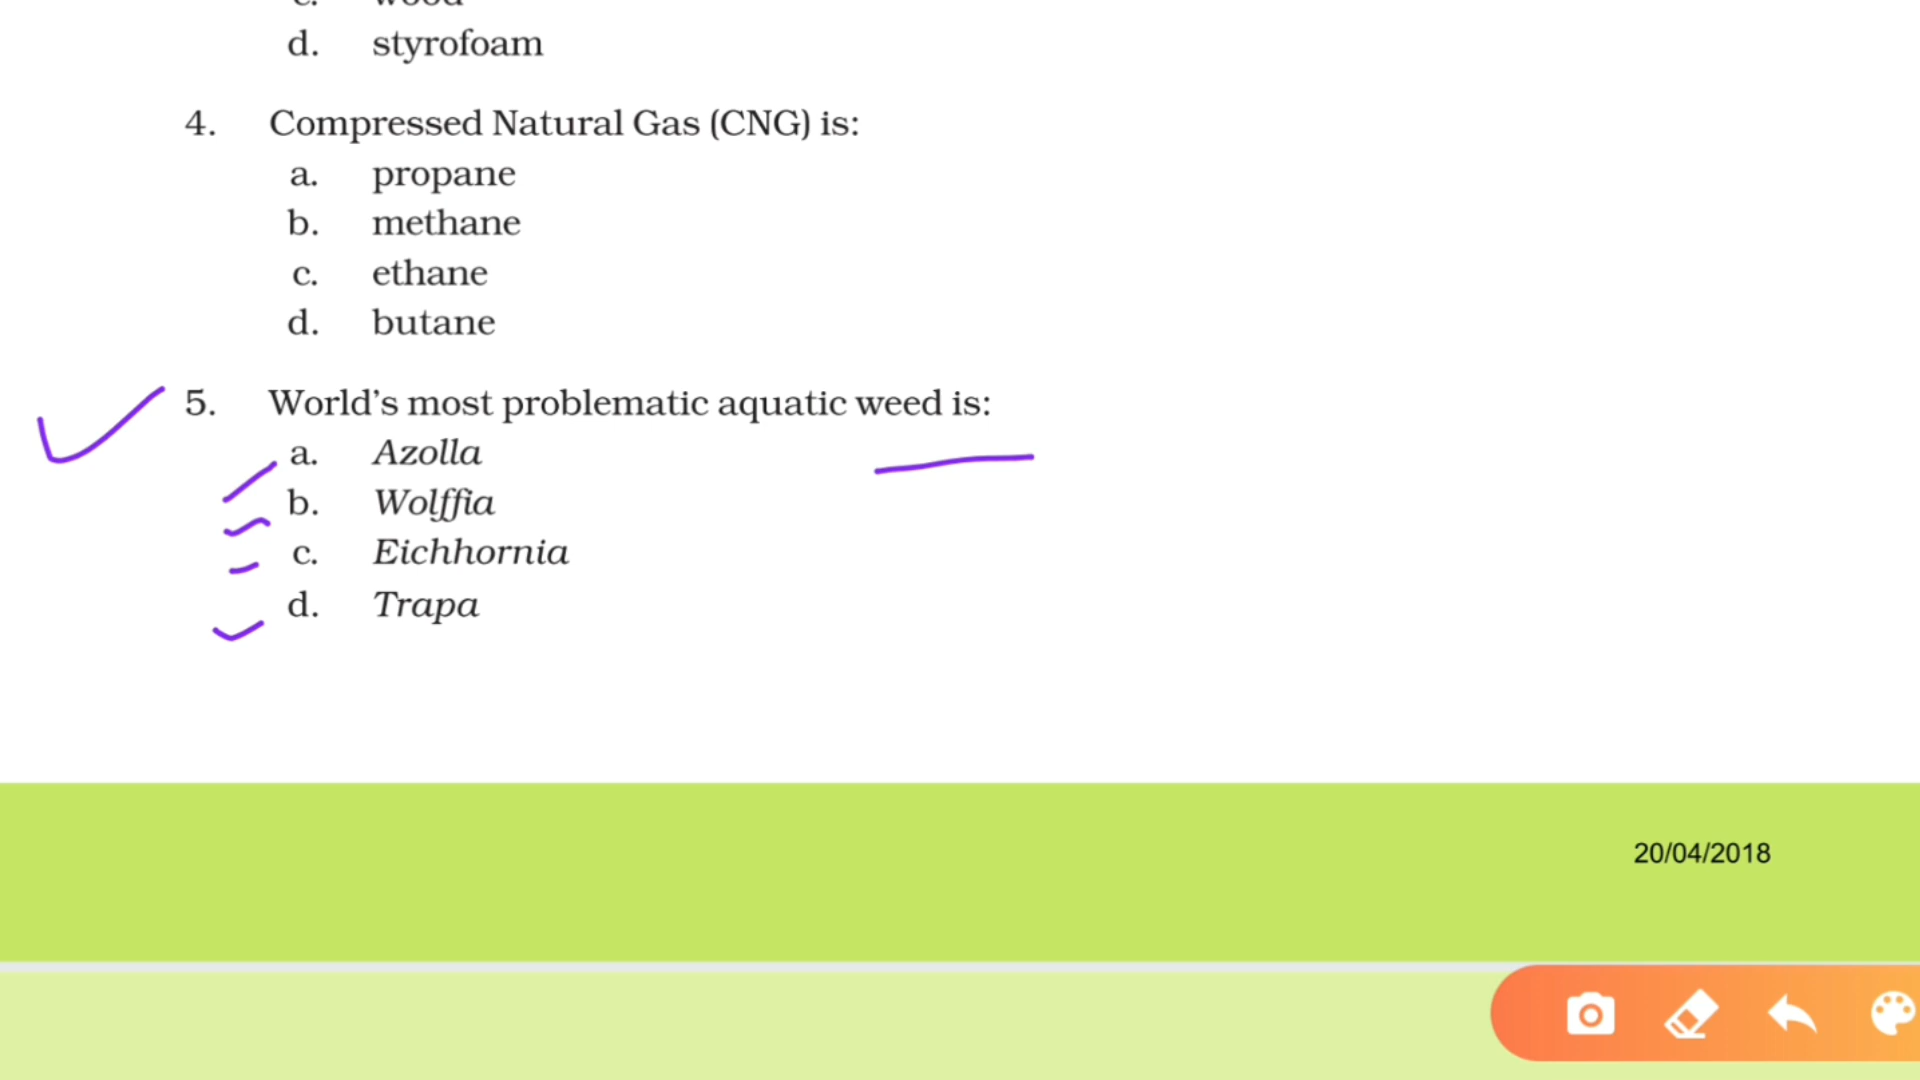 d. styrofoam
4. Compressed Natural Gas (CNG) is:
a. propane
b. methane
c. ethane
d. butane
5. World's most problematic aquatic weed is:
a. Azolla
b. Wolffia
c. Eichhornia
d. Trapa
20/04/2018